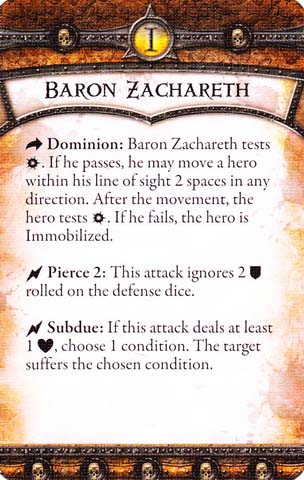 I
BARON ZACHARETH
Dominion: Baron Zachareth tests
. If he passes, he may move a hero
within his line of sight 2 spaces in any
direction. After the movement, the
hero tests . If he fails, the hero is
Immobilized.
Pierce 2: This attack ignores 2
rolled on the defense dice.
Subdue: If this attack deals at least
1 , choose 1 condition. The target
suffers the chosen condition.